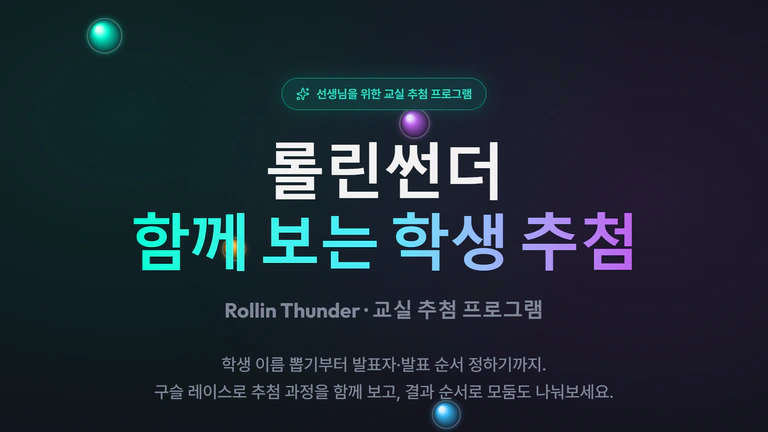 선생님을 위한 교실 추첨 프로그램
롤린썬더
함께 보는 학생 추첨
Rollin Thunder · 교실 추첨 프로그램
학생 이름 뽑기부터 발표자·발표 순서 정하기까지.
구슬 레이스로 추첨 과정을 함께 보고, 결과 순서로 모둠도 나눠보세요.